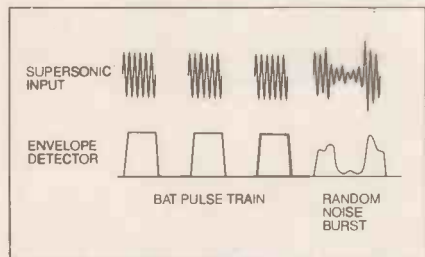 SUPERSONIC
INPUT
ENVELOPE
DETECTOR
BAT PULSE TRAIN
RANDOM
NOISE
BURST